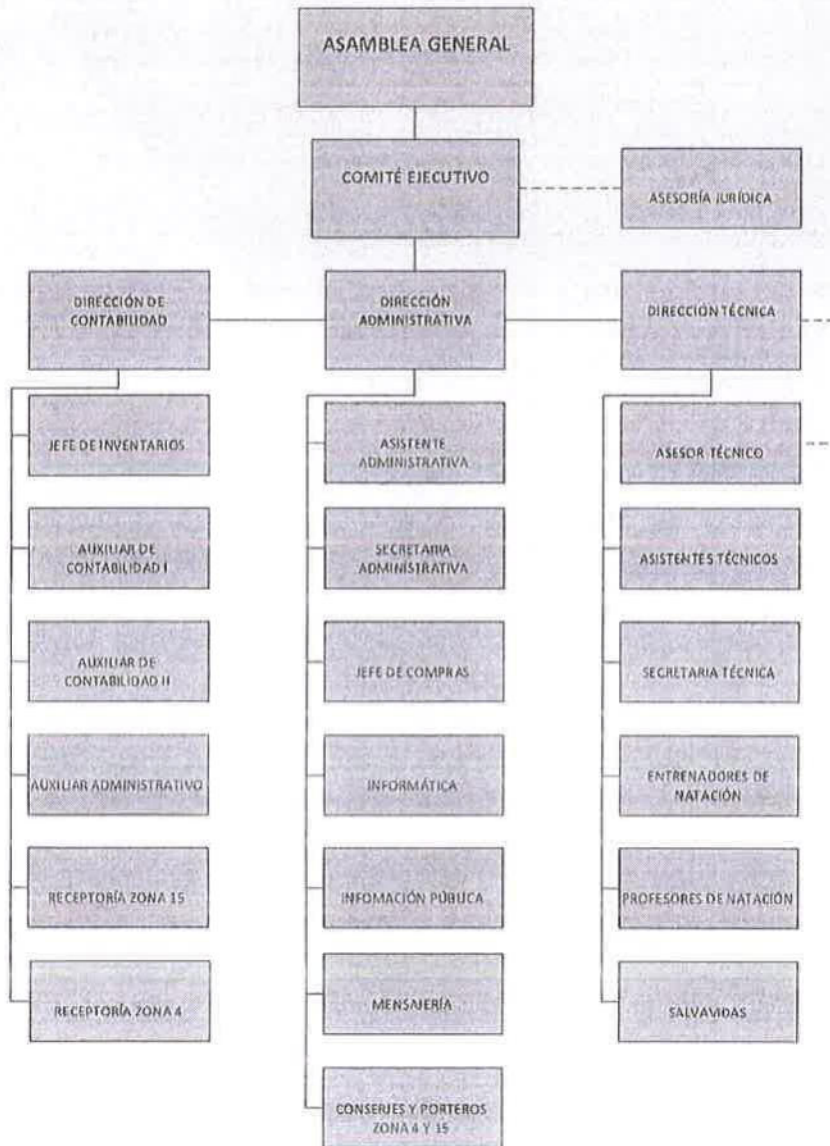 ASAMBLEA GENERAL
COMITÉ EJECUTIVO
ASESORÍA JURÍDICA
DIRECCIÓN DE
CONTABILIDAD
DIRECCIÓN
ADMINISTRATIVA
DIRECCIÓN TÉCNICA
JEFE DE INVENTARIOS
AUXILIAR DE
CONTABILIDAD I
AUXILIAR DE
CONTABILIDAD II
AUXILIAR ADMINISTRATIVO
RECEPTORÍA ZONA 15
RECEPTORÍA ZONA 4
ASISTENTE
ADMINISTRATIVA
SECRETARIA
ADMINISTRATIVA
JEFE DE COMPRAS
INFORMÁTICA
INFOMACIÓN PÚBLICA
MENSAJERÍA
CONSERJES Y PORTEROS
ZONA 4 Y 15
ASESOR TÉCNICO
ASISTENTES TÉCNICOS
SECRETARIA TÉCNICA
ENTRENADORES DE
NATACIÓN
PROFESORES DE NATACIÓN
SALVAVIDAS